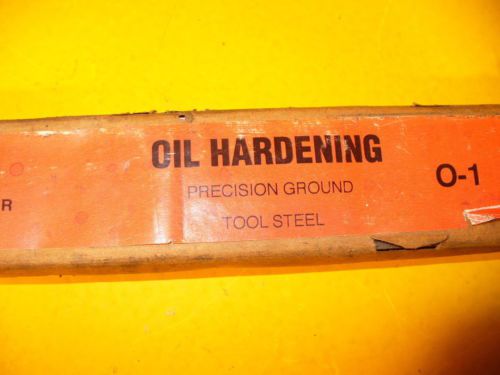 OIL HARDENING
PRECISION GROUND
TOOL STEEL
O-1
R